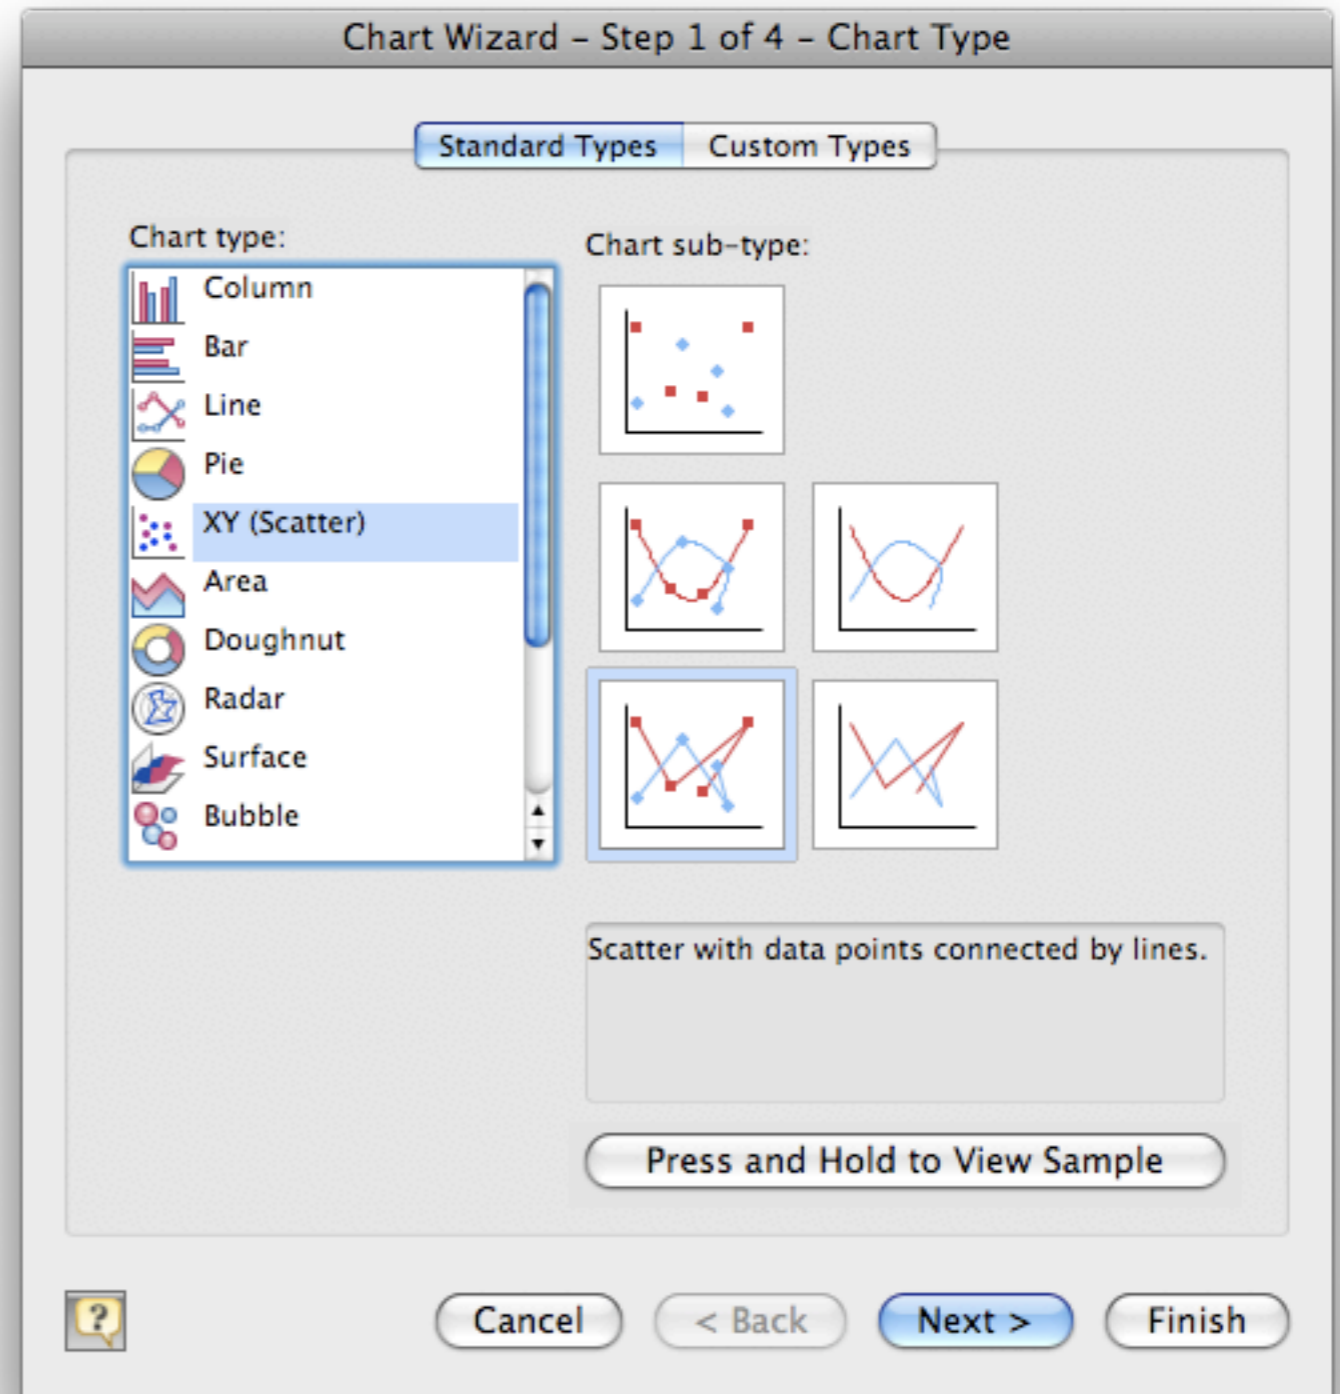 Chart Wizard – Step 1 of 4 – Chart Type
Standard Types
Custom Types
Chart type:
Column
Bar
Line
Pie
XY (Scatter)
Area
Doughnut
Radar
Surface
Bubble
Chart sub-type:
Scatter with data points connected by lines.
Press and Hold to View Sample
?
Cancel
< Back
Next >
Finish